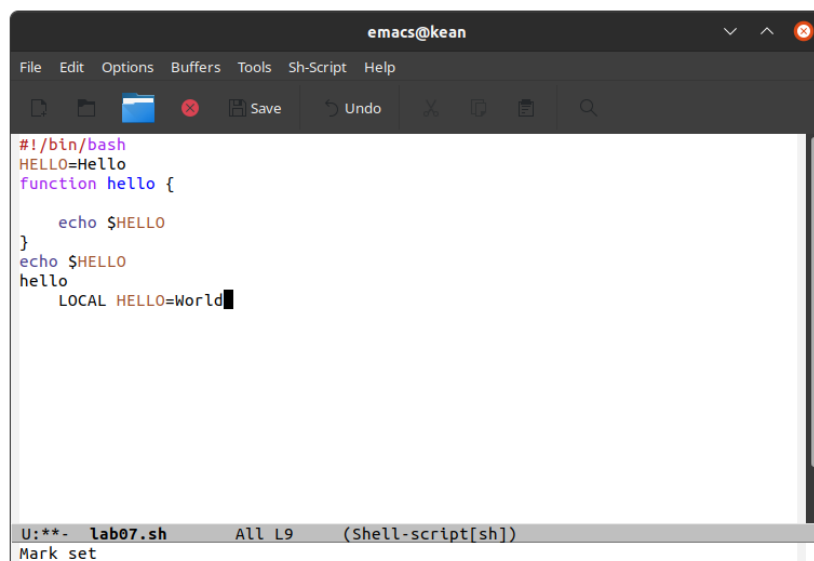 emacs@kean
File Edit Options Buffers Tools Sh-Script Help
Save Undo
#!/bin/bash
HELLO=Hello
function hello {
    echo $HELLO
}
echo $HELLO
hello
    LOCAL HELLO=World
U:**-  lab07.sh      All L9     (Shell-script[sh])
Mark set